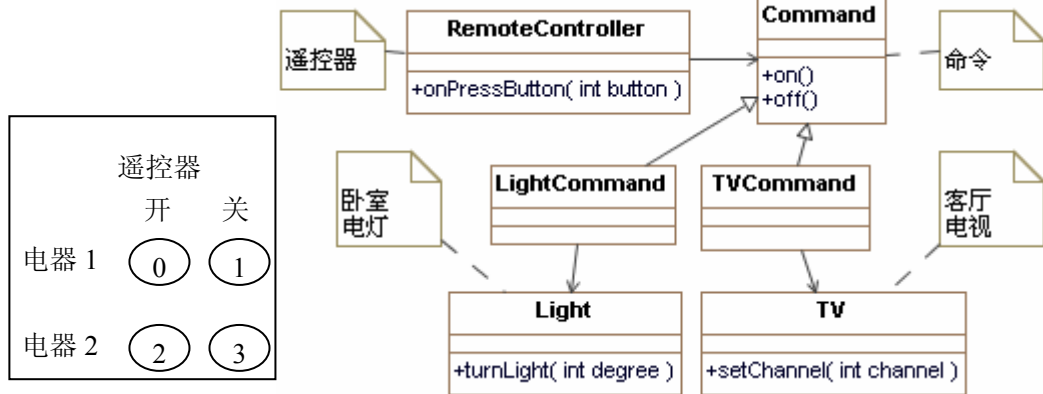 遥控器
开 关
电器 1 0 1
电器 2 2 3
遥控器
RemoteController
+onPressButton( int button )
Command
+on()
+off()
命令
卧室
电灯
LightCommand
TVCommand
客厅
电视
Light
+turnLight( int degree )
TV
+setChannel( int channel )